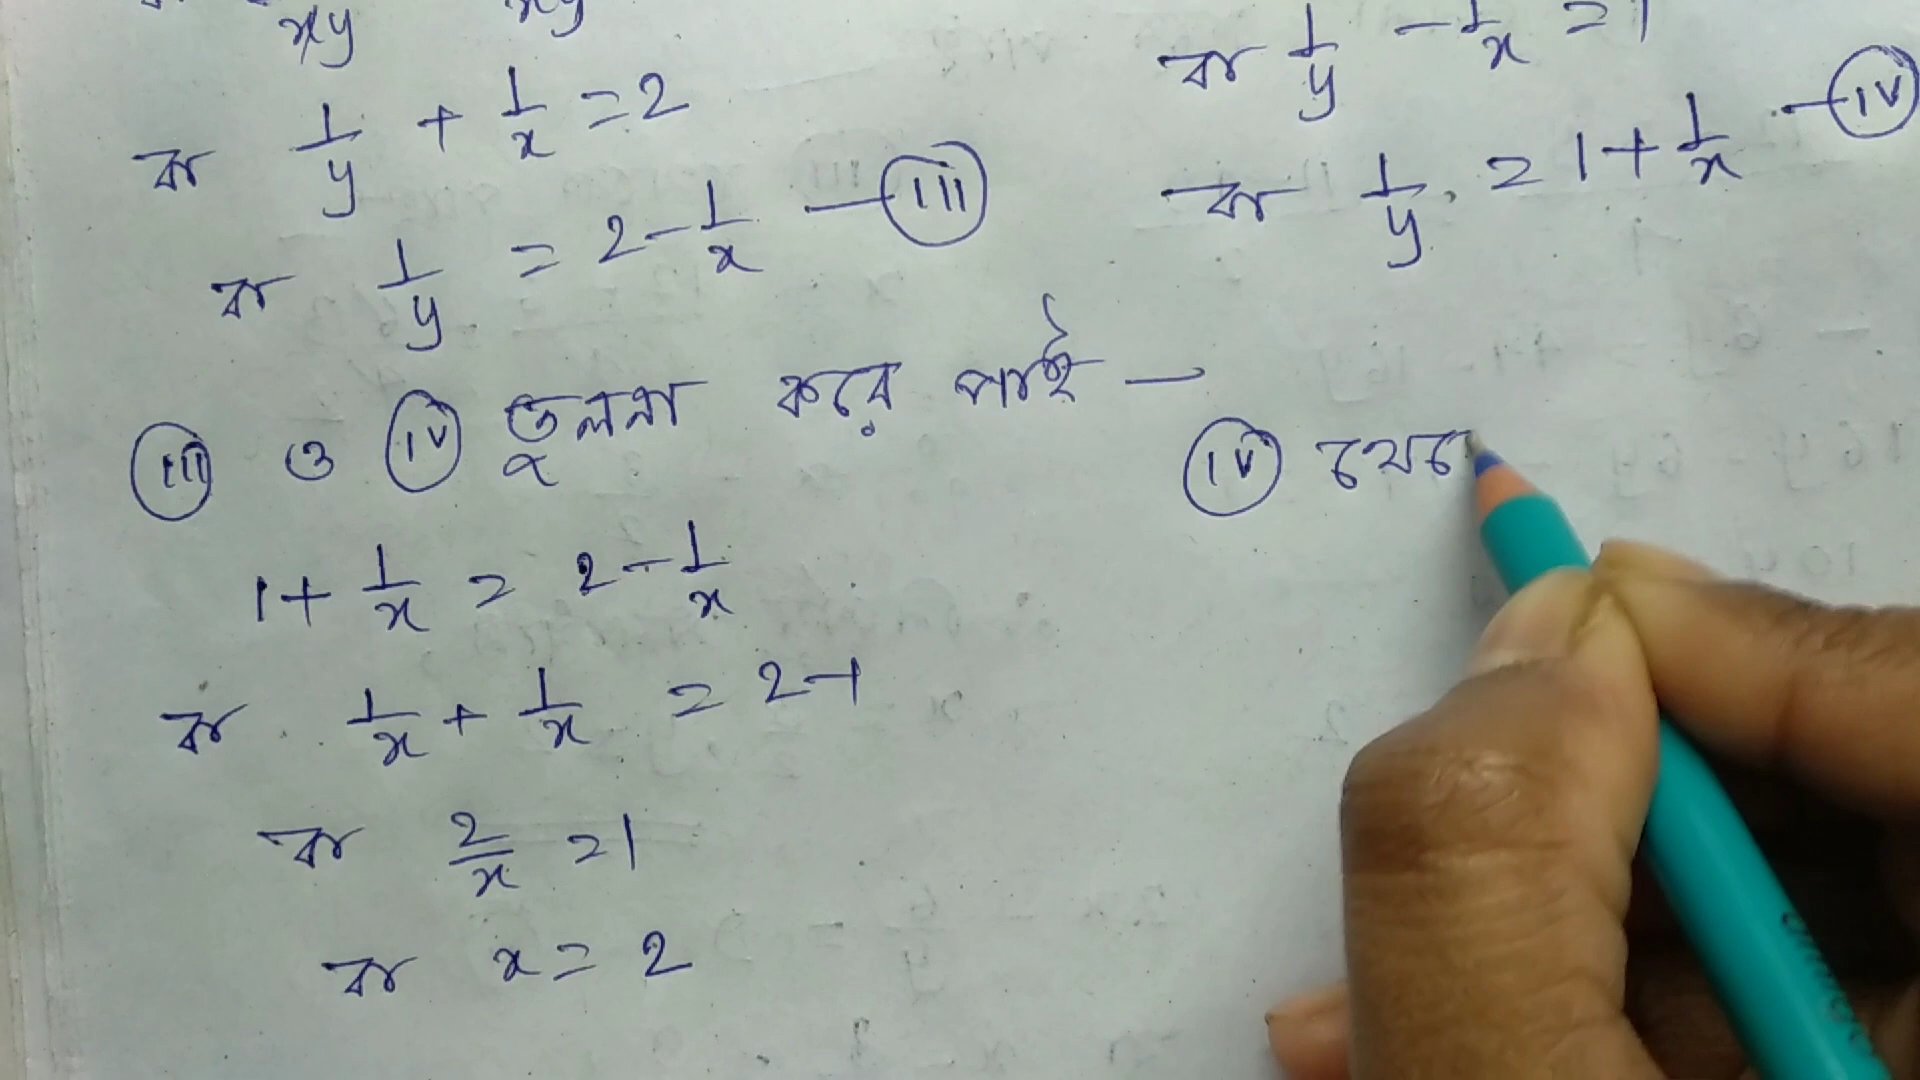 xy xy
বা 1/y + 1/x = 2
বা 1/y = 2 - 1/x — (III)
বা 1/y - 1/x = 1
বা 1/y = 1 + 1/x — (IV)
(III) ও (IV) তুলনা করে পাই —
1 + 1/x = 2 - 1/x
বা 1/x + 1/x = 2-1
বা 2/x = 1
বা x = 2
(IV) থেকে